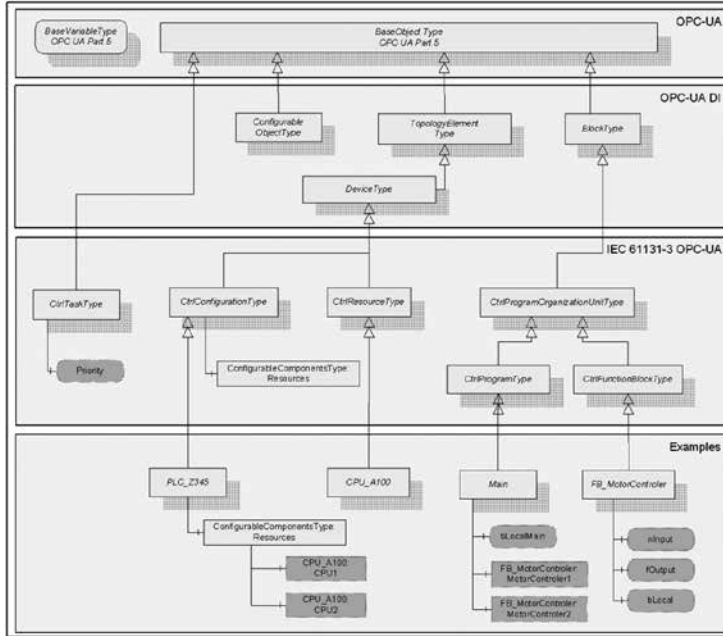 OPC-UA
BaseVariableType
OPC UA Part 5
BaseObject Type
OPC UA Part 5
OPC-UA DI
Configurable
ObjectType
TopologyElement
Type
BlockType
DeviceType
IEC 61131-3 OPC-UA
CtrlTaskType
CtrlConfigurationType
CtrlResourceType
CtrlProgramOrganizationUnitType
Priority
ConfigurableComponentsType:
Resources
CtrlProgramType
CtrlFunctionBlockType
Examples
PLC_Z345
CPU_A100
Main
FB_MotorControler
ConfigurableComponentsType:
Resources
CPU_A100:
CPU1
CPU_A100:
CPU2
bLocalMain
FB_MotorControler:
MotorControler1
FB_MotorControler:
MotorControler2
nInput
fOutput
bLocal